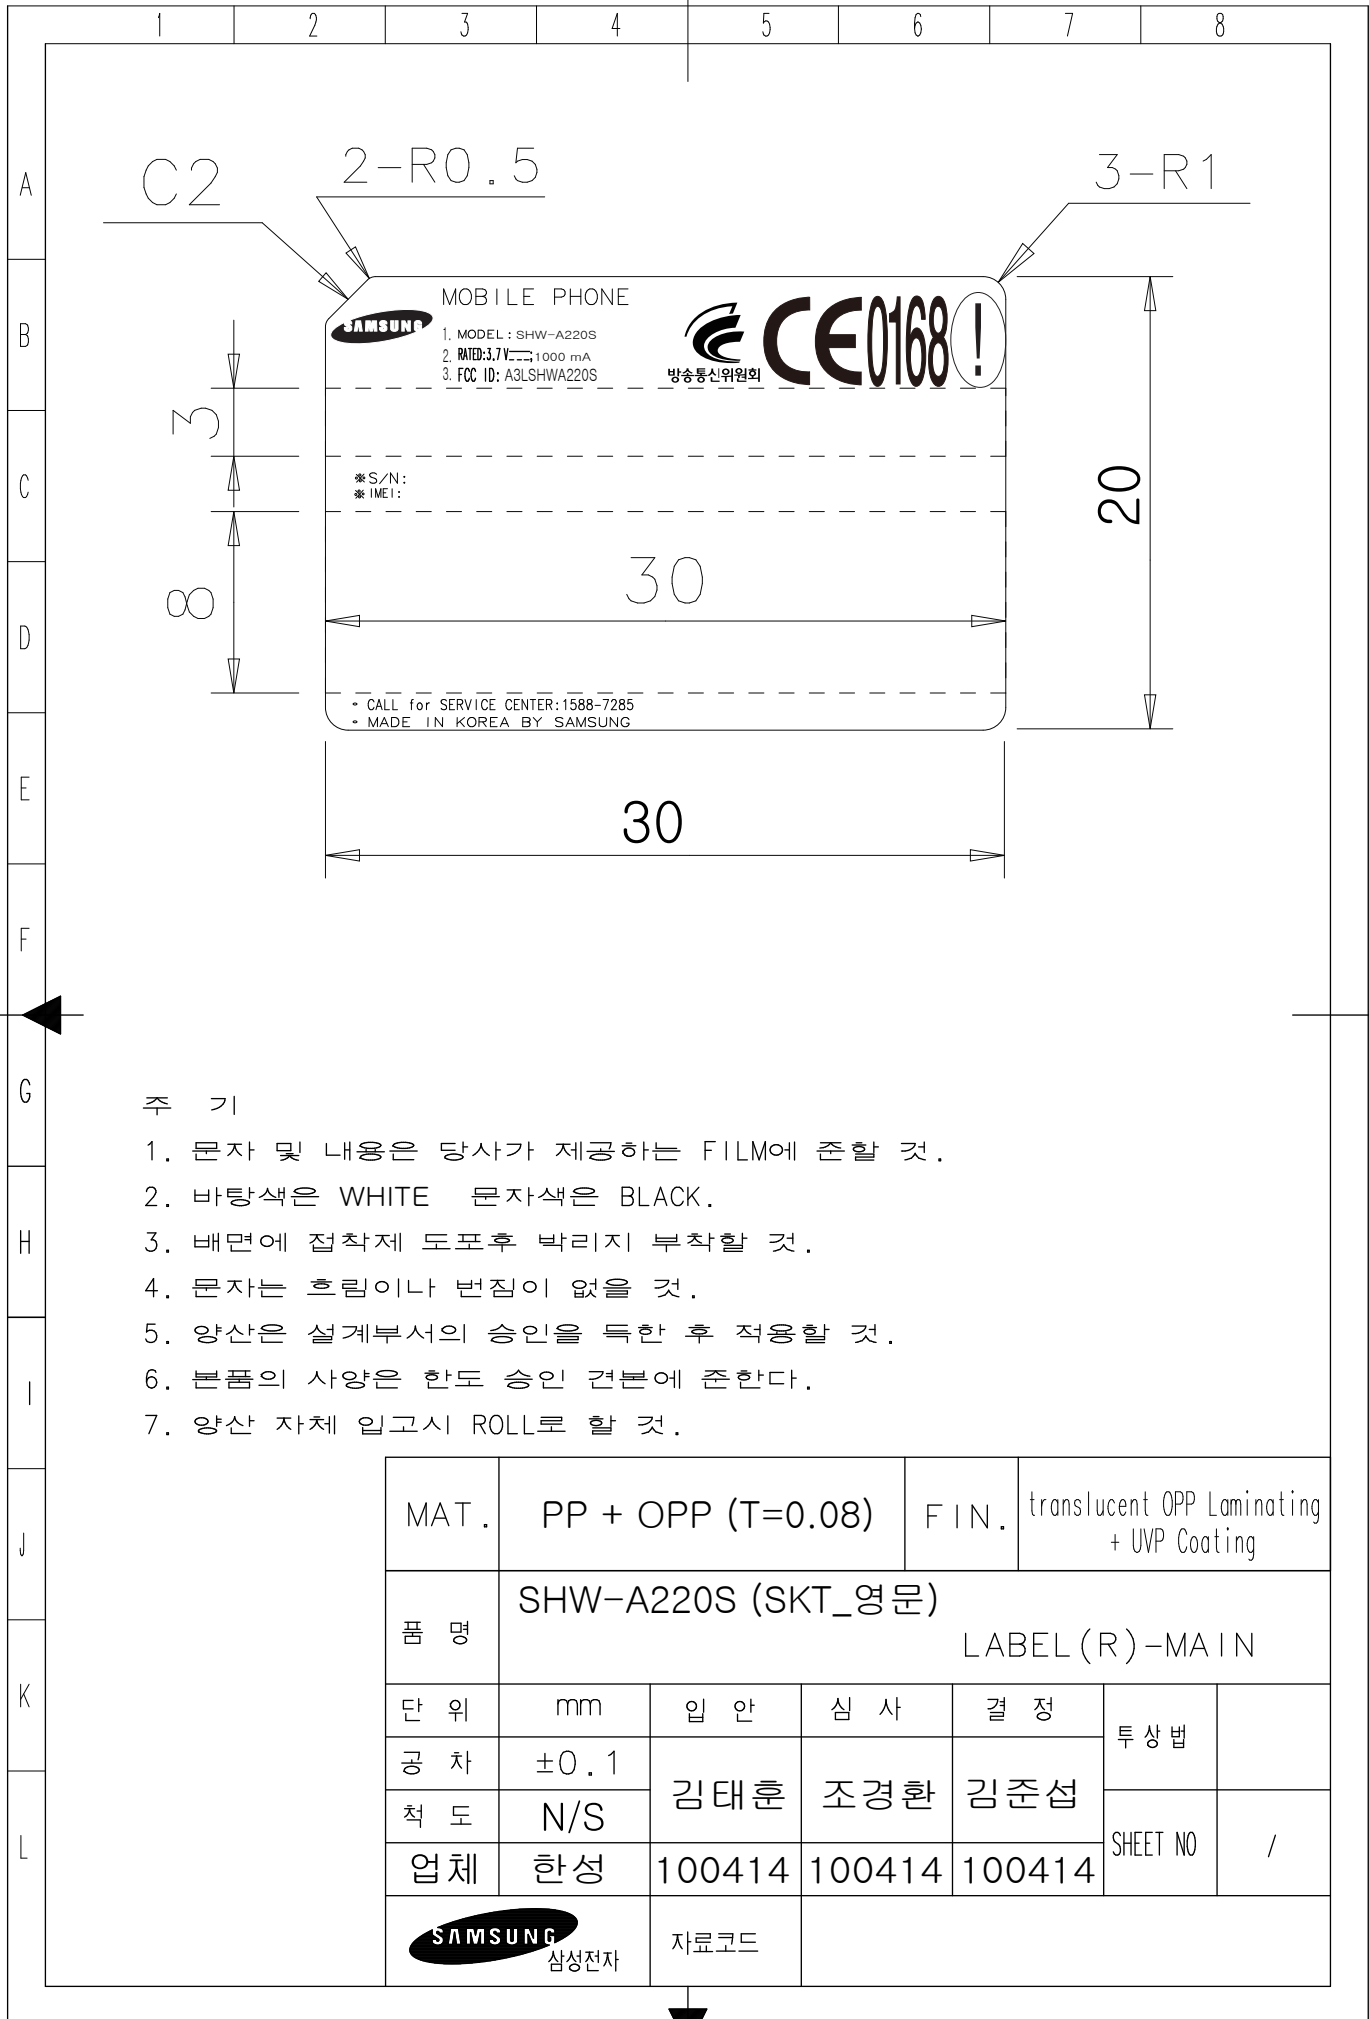 1 2 3 4 5 6 7 8
A
B
C
D
E
F
G
H
I
J
K
L
C2
2-R0.5
3-R1
MOBILE PHONE
SAMSUNG
1. MODEL : SHW-A220S
2. RATED:3.7 V ; 1000 mA
3. FCC ID: A3LSHWA220S
방송통신위원회
CE0168 !
3
※S/N:
※IMEI:
8
30
20
• CALL for SERVICE CENTER:1588-7285
• MADE IN KOREA BY SAMSUNG
30
주 기
1. 문자 및 내용은 당사가 제공하는 FILM에 준할 것.
2. 바탕색은 WHITE 문자색은 BLACK.
3. 배면에 접착제 도포후 박리지 부착할 것.
4. 문자는 흐림이나 번짐이 없을 것.
5. 양산은 설계부서의 승인을 득한 후 적용할 것.
6. 본품의 사양은 한도 승인 견본에 준한다.
7. 양산 자체 입고시 ROLL로 할 것.
MAT. PP + OPP (T=0.08) FIN. translucent OPP Laminating
+ UVP Coating
품 명 SHW-A220S (SKT_영문)
LABEL(R)-MAIN
단 위 mm 입 안 심 사 결 정 투상법
공 차 ±0.1 김태훈 조경환 김준섭
척 도 N/S SHEET NO /
업체 한성 100414 100414 100414
SAMSUNG 삼성전자 자료코드